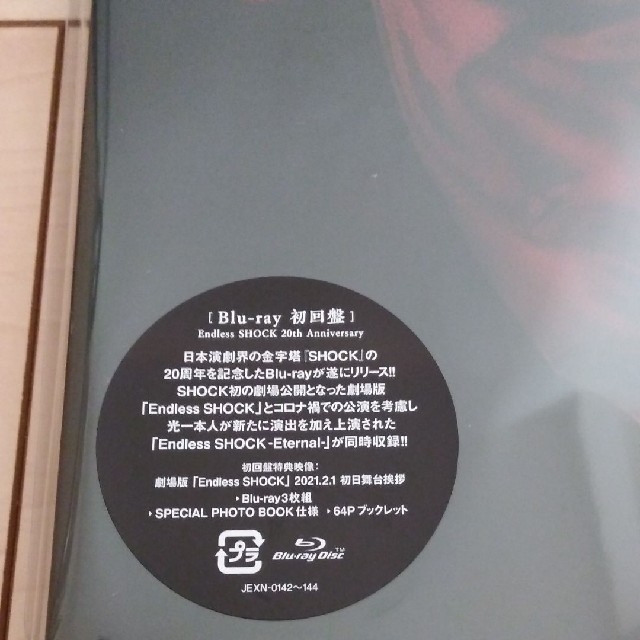 [ Blu-ray 初回盤 ]
Endless SHOCK 20th Anniversary
日本演劇界の金字塔『SHOCK』の
20周年を記念したBlu-rayが遂にリリース!!
SHOCK初の劇場公開となった劇場版
「Endless SHOCK」とコロナ禍での公演を考慮し
光一本人が新たに演出を加え上演された
「Endless SHOCK -Eternal-」が同時収録!!
初回盤特典映像:
劇場版「Endless SHOCK」2021.2.1 初日舞台挨拶
▸Blu-ray3枚組
▸SPECIAL PHOTO BOOK仕様 ▸64P ブックレット
プラ
Blu-ray Disc™
JEXN-0142～144